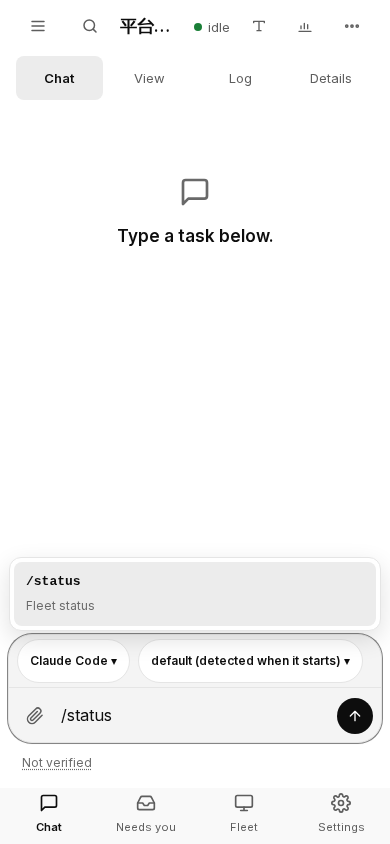 平台… idle
Chat View Log Details
Type a task below.
/status
Fleet status
Claude Code ▾ default (detected when it starts) ▾
/status
Not verified
Chat Needs you Fleet Settings